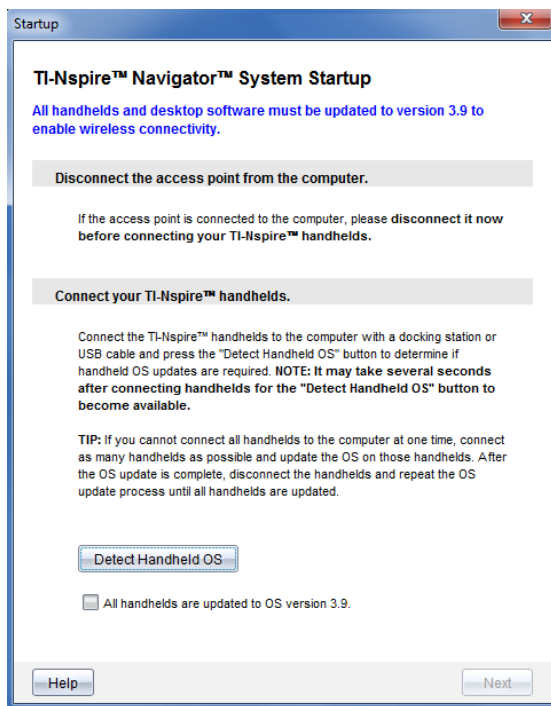 Startup
TI-Nspire™ Navigator™ System Startup
All handhelds and desktop software must be updated to version 3.9 to
enable wireless connectivity.
Disconnect the access point from the computer.
If the access point is connected to the computer, please disconnect it now
before connecting your TI-Nspire™ handhelds.
Connect your TI-Nspire™ handhelds.
Connect the TI-Nspire™ handhelds to the computer with a docking station or
USB cable and press the "Detect Handheld OS" button to determine if
handheld OS updates are required. NOTE: It may take several seconds
after connecting handhelds for the "Detect Handheld OS" button to
become available.
TIP: If you cannot connect all handhelds to the computer at one time, connect
as many handhelds as possible and update the OS on those handhelds. After
the OS update is complete, disconnect the handhelds and repeat the OS
update process until all handhelds are updated.
Detect Handheld OS
All handhelds are updated to OS version 3.9.
Help
Next